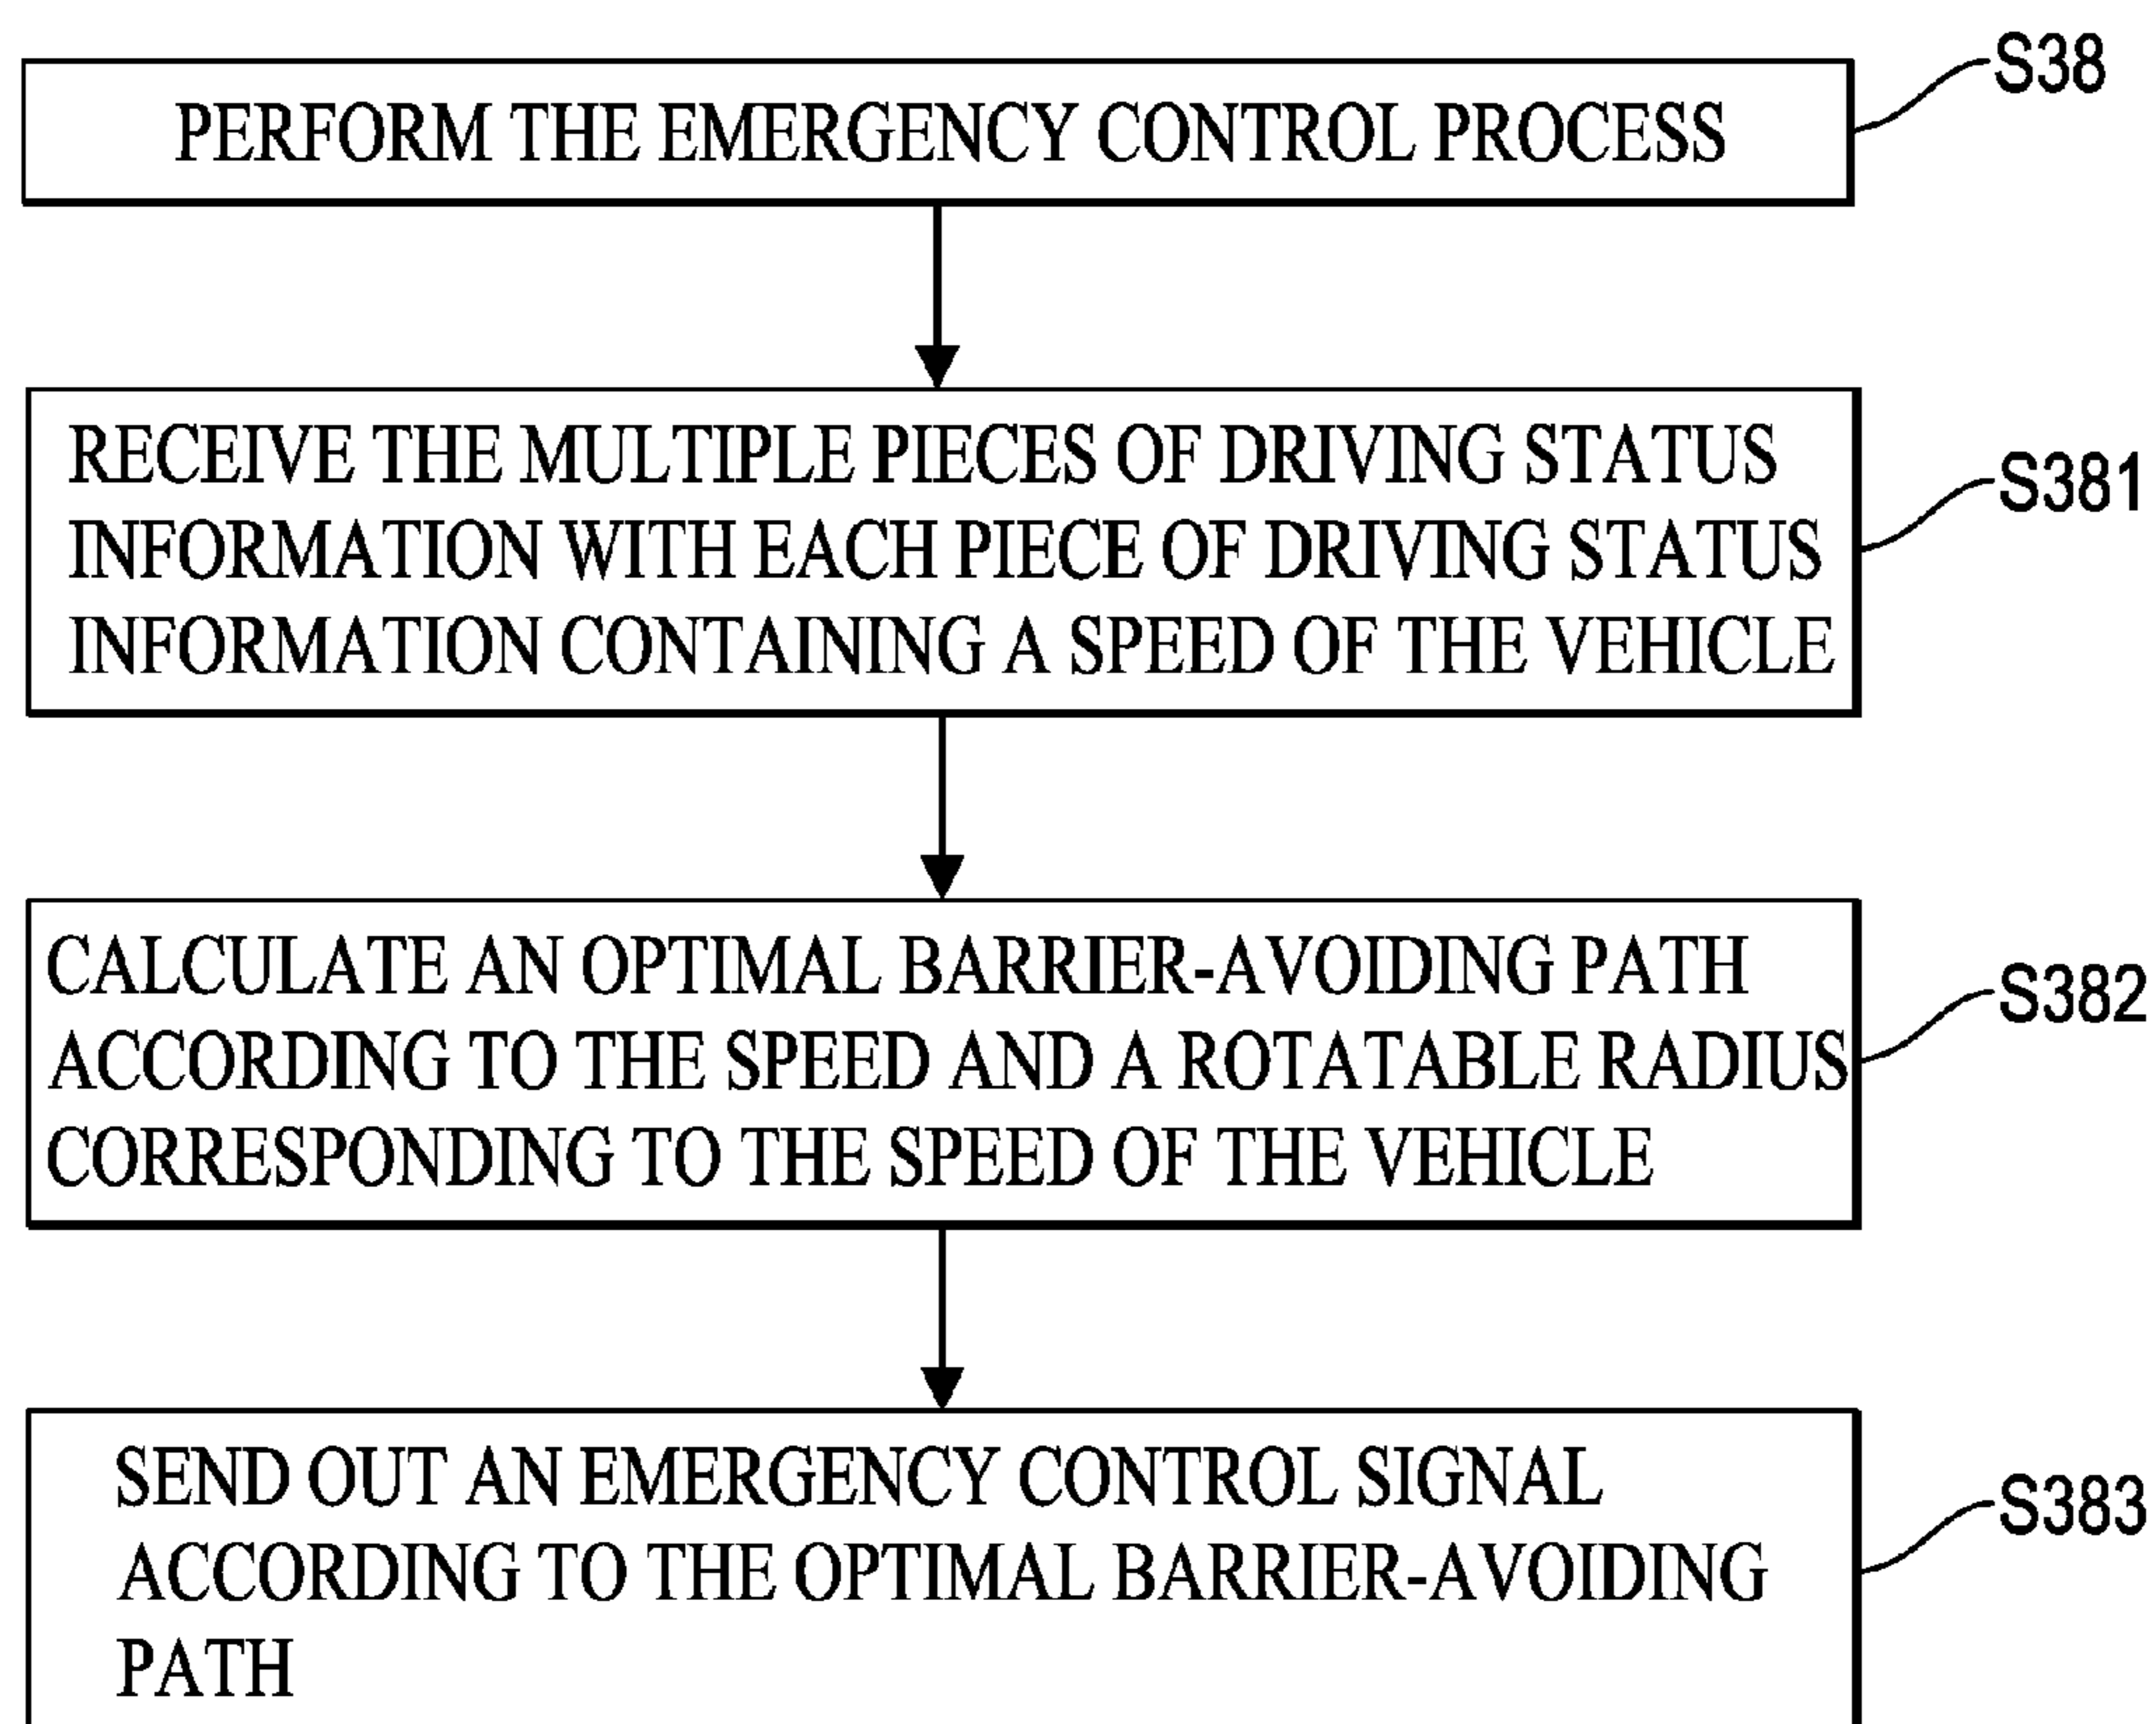 S38
PERFORM THE EMERGENCY CONTROL PROCESS
RECEIVE THE MULTIPLE PIECES OF DRIVING STATUS
INFORMATION WITH EACH PIECE OF DRIVING STATUS
INFORMATION CONTAINING A SPEED OF THE VEHICLE
S381
CALCULATE AN OPTIMAL BARRIER-AVOIDING PATH
ACCORDING TO THE SPEED AND A ROTATABLE RADIUS
CORRESPONDING TO THE SPEED OF THE VEHICLE
S382
SEND OUT AN EMERGENCY CONTROL SIGNAL
ACCORDING TO THE OPTIMAL BARRIER-AVOIDING
PATH
S383